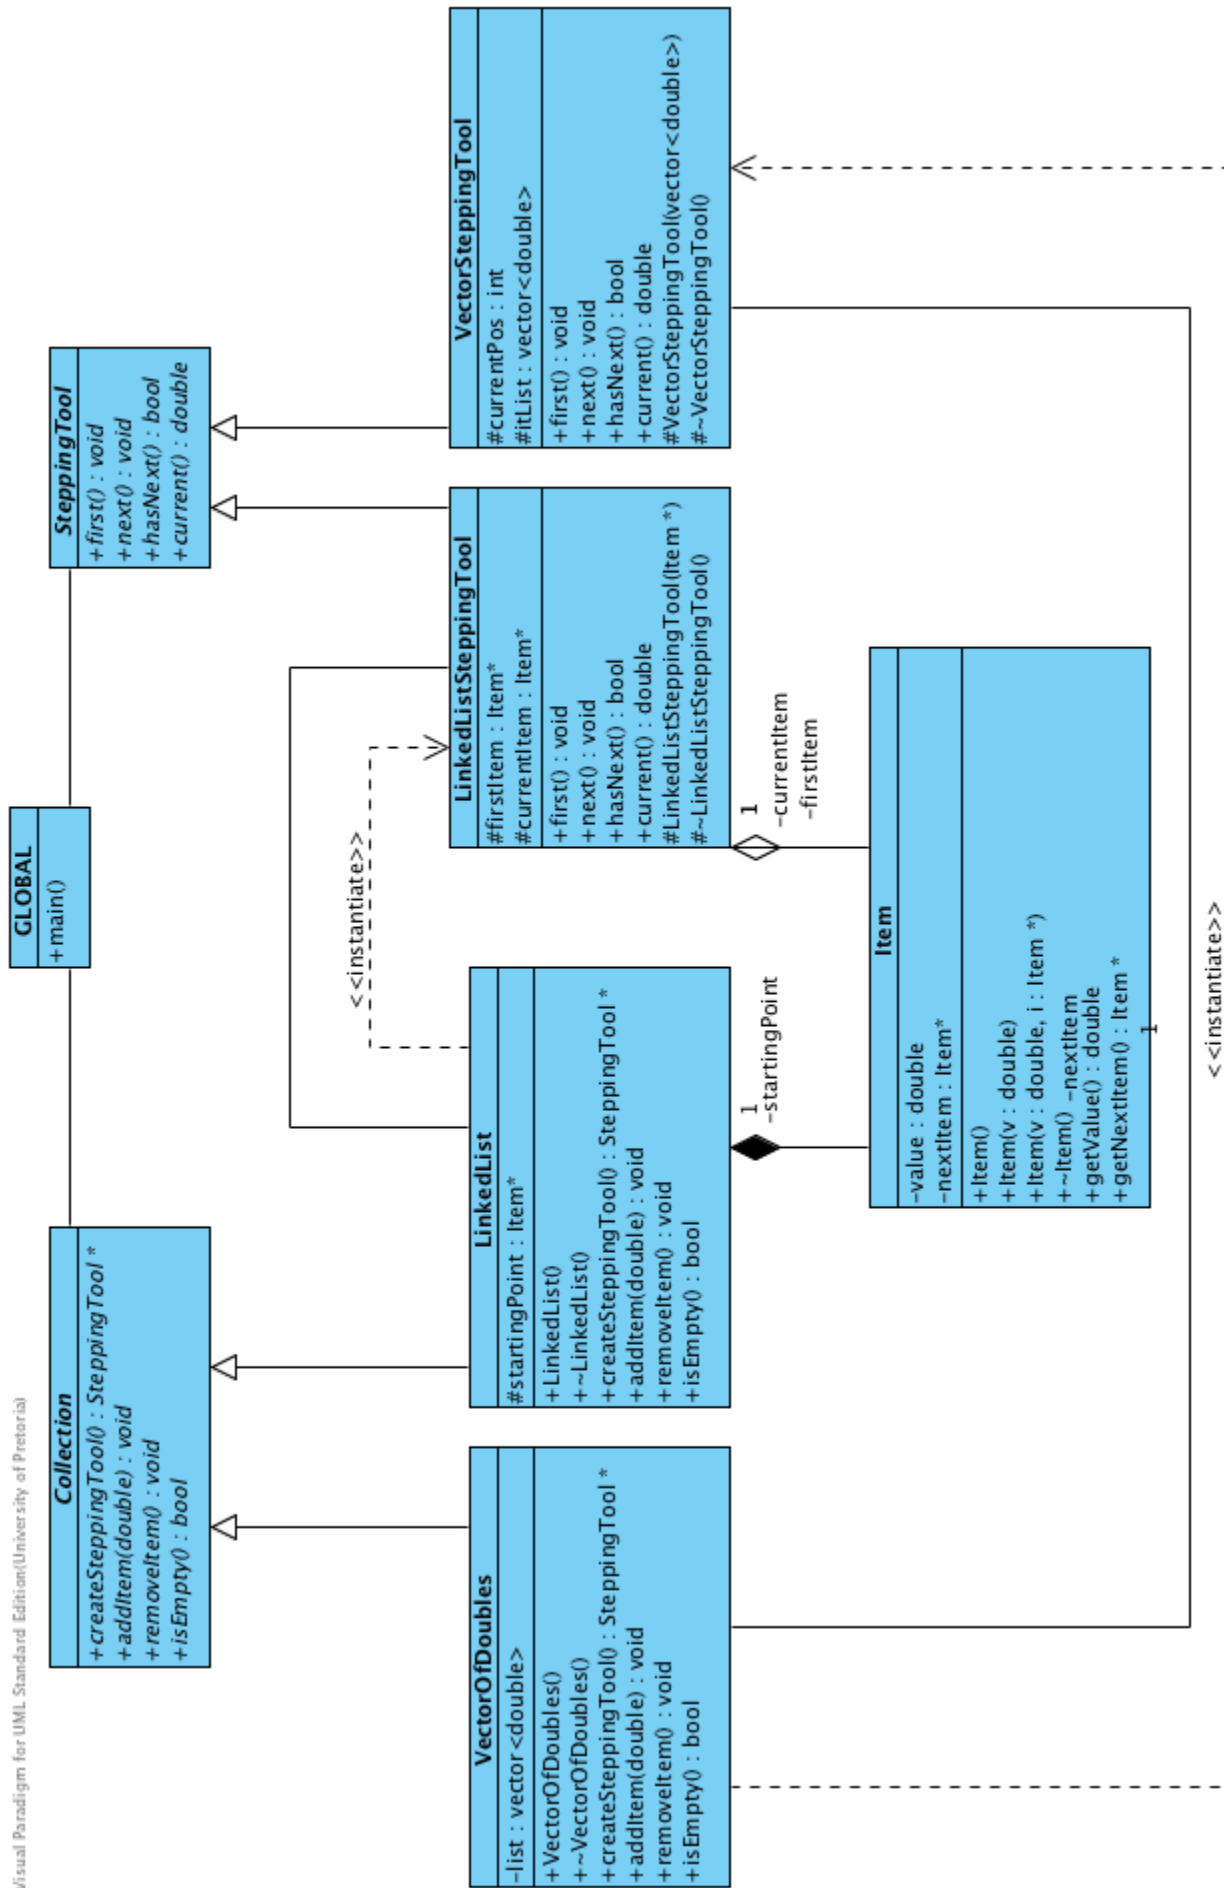 Visual Paradigm for UML Standard Edition(University of Pretoria)
GLOBAL
+main()
Collection
+createSteppingTool() : SteppingTool *
+addItem(double) : void
+removeItem() : void
+isEmpty() : bool
SteppingTool
+first() : void
+next() : void
+hasNext() : bool
+current() : double
<<instantiate>>
VectorOfDoubles
-list : vector<double>
+VectorOfDoubles()
+~VectorOfDoubles()
+createSteppingTool() : SteppingTool *
+addItem(double) : void
+removeItem() : void
+isEmpty() : bool
LinkedList
#startingPoint : Item*
+LinkedList()
+~LinkedList()
+createSteppingTool() : SteppingTool *
+addItem(double) : void
+removeItem() : void
+isEmpty() : bool
LinkedListSteppingTool
#firstItem : Item*
#currentItem : Item*
+first() : void
+next() : void
+hasNext() : bool
+current() : double
#LinkedListSteppingTool(Item *)
#~LinkedListSteppingTool()
VectorSteppingTool
#currentPos : int
#itList : vector<double>
+first() : void
+next() : void
+hasNext() : bool
+current() : double
#VectorSteppingTool(vector<double>)
#~VectorSteppingTool()
1
-startingPoint
1
-currentItem
-firstItem
Item
-value : double
-nextItem : Item*
+Item()
+Item(v : double)
+Item(v : double, i : Item *)
+~Item() -nextItem
+getValue() : double
+getNextItem() : Item *
1
<<instantiate>>